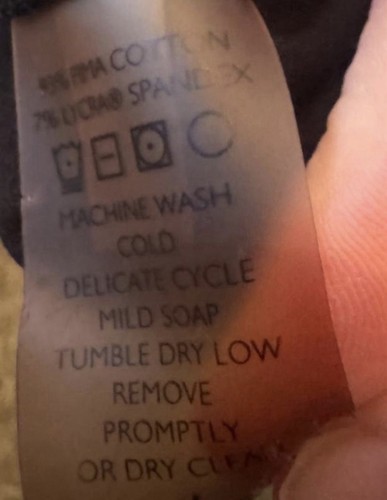 PIMA COTTON
7% LYCRA® SPANDEX
MACHINE WASH
COLD
DELICATE CYCLE
MILD SOAP
TUMBLE DRY LOW
REMOVE
PROMPTLY
OR DRY CLEAN